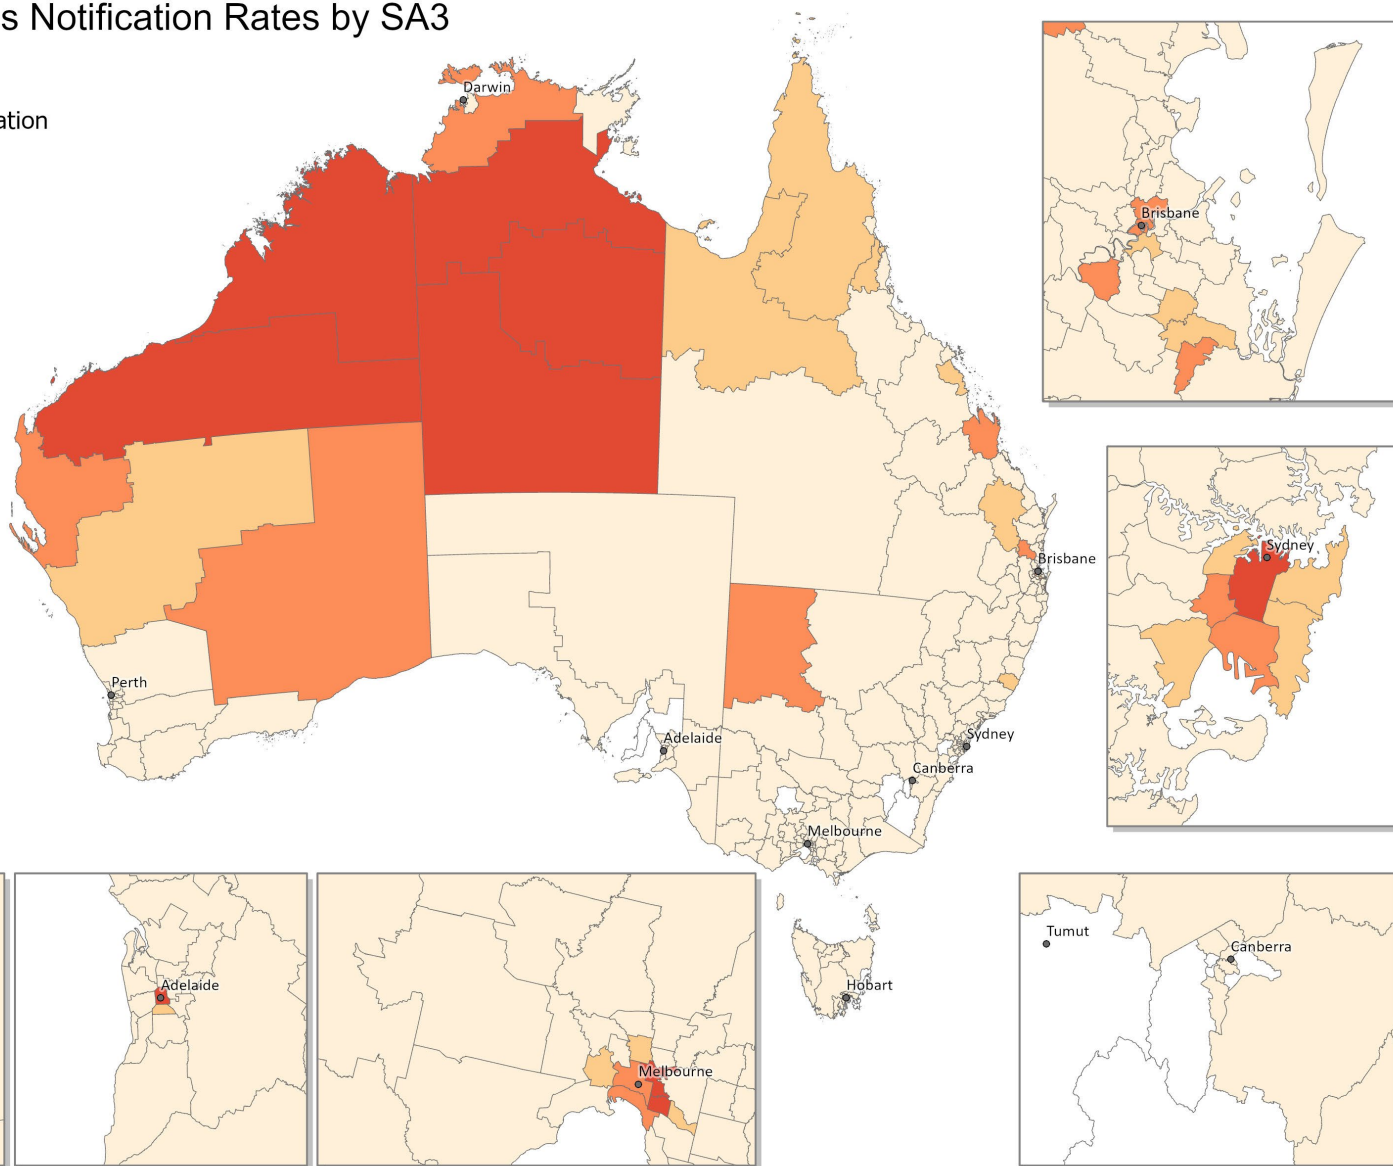 s Notification Rates by SA3
ation
Darwin
Brisbane
Brisbane
Sydney
Perth
Adelaide
Sydney
Canberra
Melbourne
Hobart
Adelaide
Melbourne
Tumut
Canberra